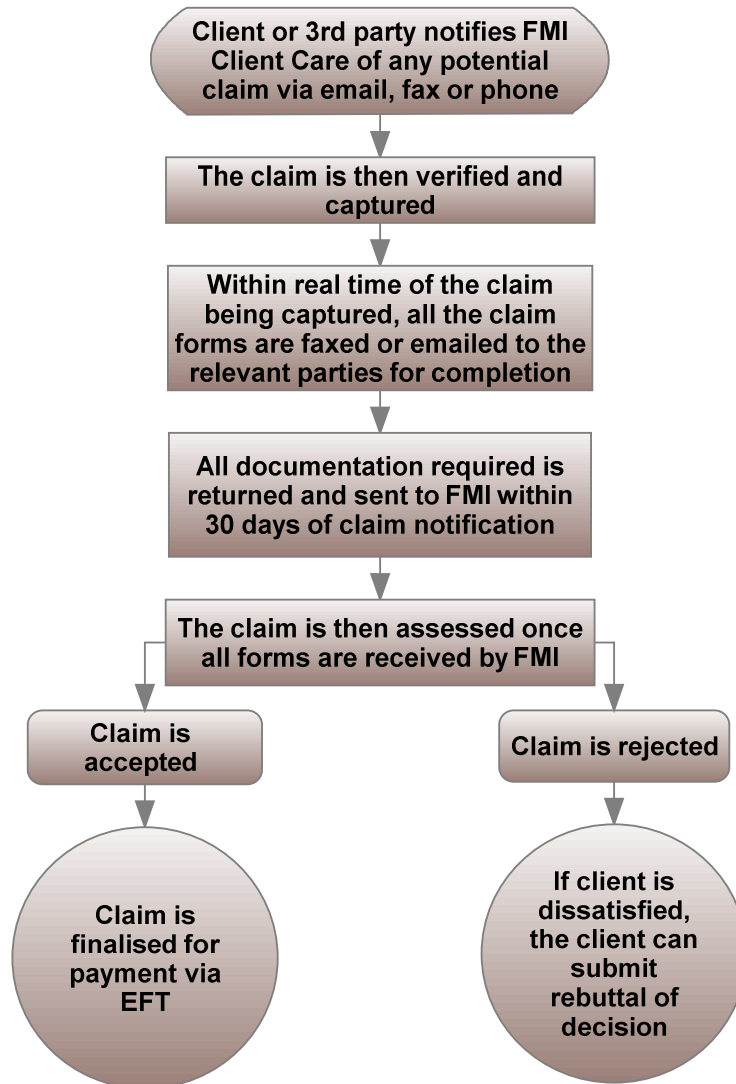 Client or 3rd party notifies FMI
Client Care of any potential
claim via email, fax or phone
The claim is then verified and
captured
Within real time of the claim
being captured, all the claim
forms are faxed or emailed to the
relevant parties for completion
All documentation required is
returned and sent to FMI within
30 days of claim notification
The claim is then assessed once
all forms are received by FMI
Claim is
accepted
Claim is rejected
Claim is
finalised for
payment via
EFT
If client is
dissatisfied,
the client can
submit
rebuttal of
decision